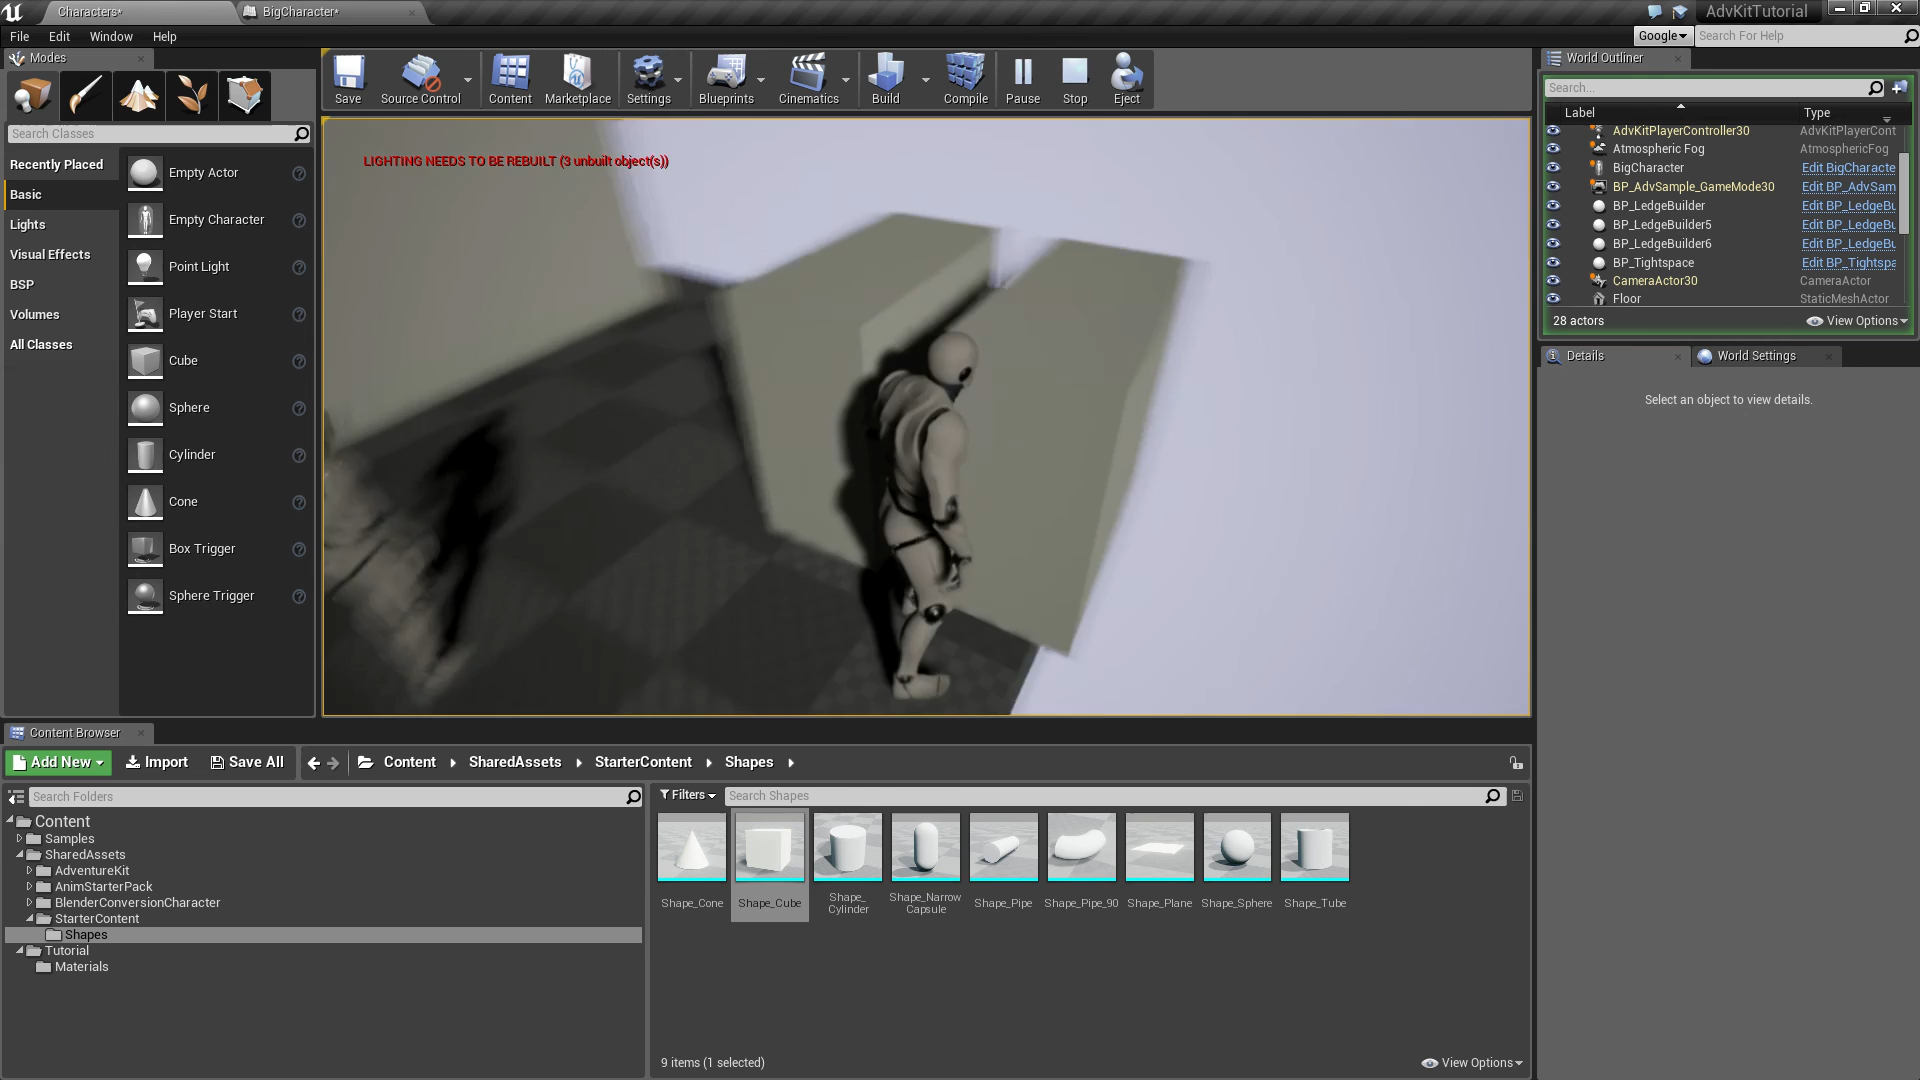 Characters*
BigCharacter*
AdvKitTutorial
File Edit Window Help
Google
Search For Help
Modes
Save
Source Control
Content
Marketplace
Settings
Blueprints
Cinematics
Build
Compile
Pause
Stop
Eject
Search Classes
Recently Placed
Basic
Lights
Visual Effects
BSP
Volumes
All Classes
Empty Actor
Empty Character
Point Light
Player Start
Cube
Sphere
Cylinder
Cone
Box Trigger
Sphere Trigger
LIGHTING NEEDS TO BE REBUILT (3 unbuilt object(s))
World Outliner
Search...
Label Type
AdvKitPlayerController30 AdvKitPlayerCont
Atmospheric Fog AtmosphericFog
BigCharacter Edit BigCharacte
BP_AdvSample_GameMode30 Edit BP_AdvSam
BP_LedgeBuilder Edit BP_LedgeBu
BP_LedgeBuilder5 Edit BP_LedgeBu
BP_LedgeBuilder6 Edit BP_LedgeBu
BP_Tightspace Edit BP_Tightspa
CameraActor30 CameraActor
Floor StaticMeshActor
28 actors
View Options
Details
World Settings
Select an object to view details.
Content Browser
Add New
Import
Save All
Content SharedAssets StarterContent Shapes
Search Folders
Content
Samples
SharedAssets
AdventureKit
AnimStarterPack
BlenderConversionCharacter
StarterContent
Shapes
Tutorial
Materials
Filters
Search Shapes
Shape_Cone
Shape_Cube
Shape_
Cylinder
Shape_Narrow
Capsule
Shape_Pipe
Shape_Pipe_90
Shape_Plane
Shape_Sphere
Shape_Tube
9 items (1 selected)
View Options